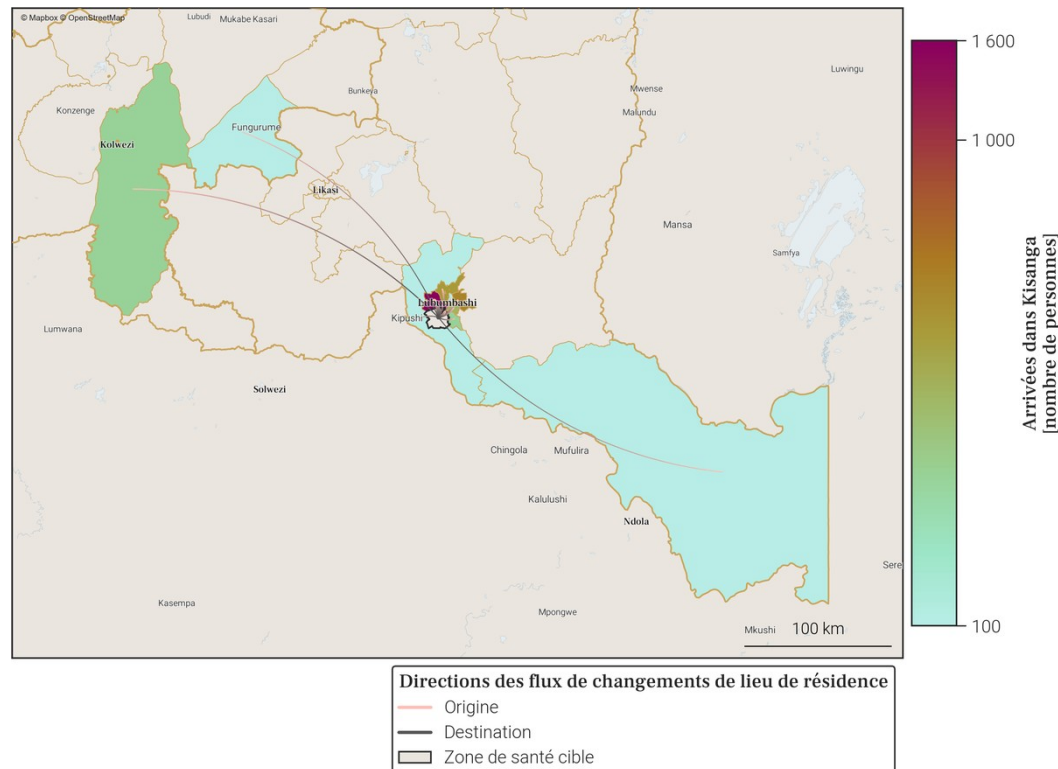 © Mapbox © OpenStreetMap
Lubudi
Mukabe Kasari
Luwingu
Konzenge
Bunkeya
Mwense
Malundu
Fungurume
Kolwezi
Likasi
Mansa
Samfya
Lubumbashi
Kipushi
Lumwana
Solwezi
Chingola
Mufulira
Kalulushi
Ndola
Sere
Kasempa
Mpongwe
Mkushi
100 km
1 600
1 000
100
Arrivées dans Kisanga
[nombre de personnes]
Directions des flux de changements de lieu de résidence
Origine
Destination
Zone de santé cible